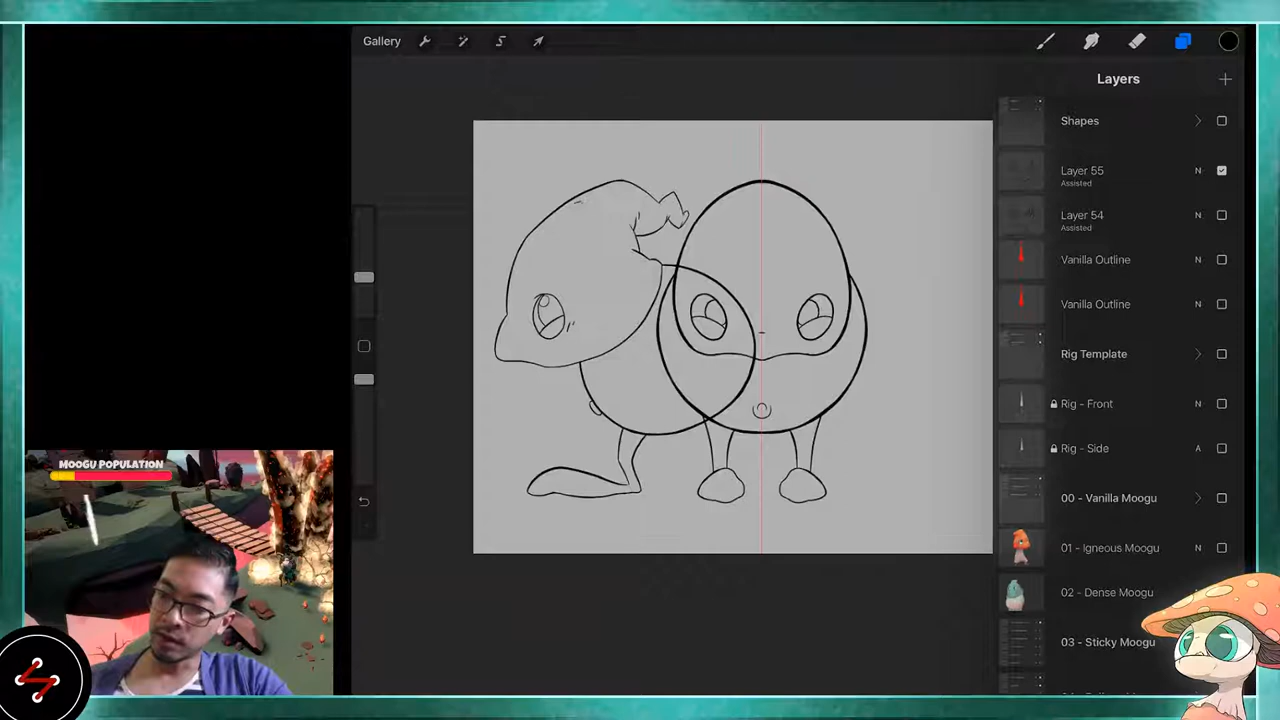 Gallery
Layers
Shapes
Layer 55
N
Assisted
Layer 54
N
Assisted
Vanilla Outline
N
Vanilla Outline
N
Rig Template
Rig - Front
N
Rig - Side
A
00 - Vanilla Moogu
01 - Igneous Moogu
N
02 - Dense Moogu
03 - Sticky Moogu
MOOGU POPULATION